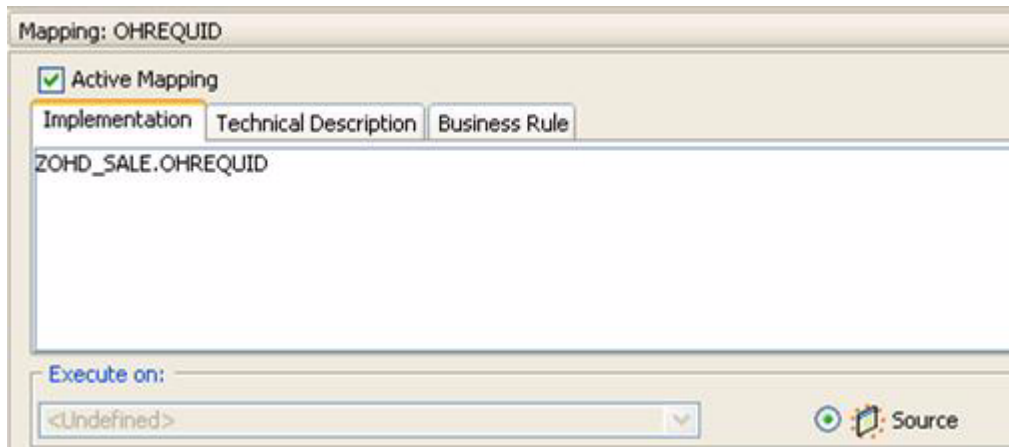 Mapping: OHREQUID
Active Mapping
Implementation Technical Description Business Rule
ZOHD_SALE.OHREQUID
Execute on:
<Undefined> Source